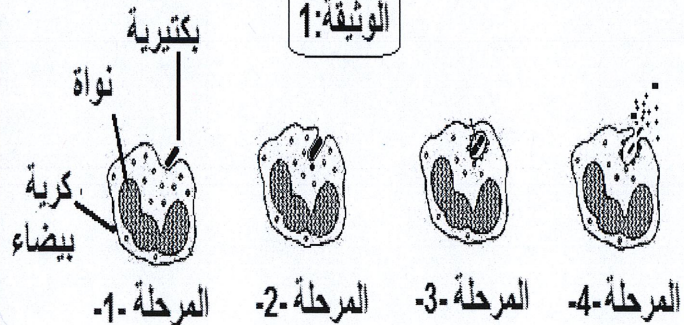 الوثيقة:1
بكتيرية
نواة
كرية
بيضاء
المرحلة -1-
المرحلة -2-
المرحلة -3-
المرحلة -4-